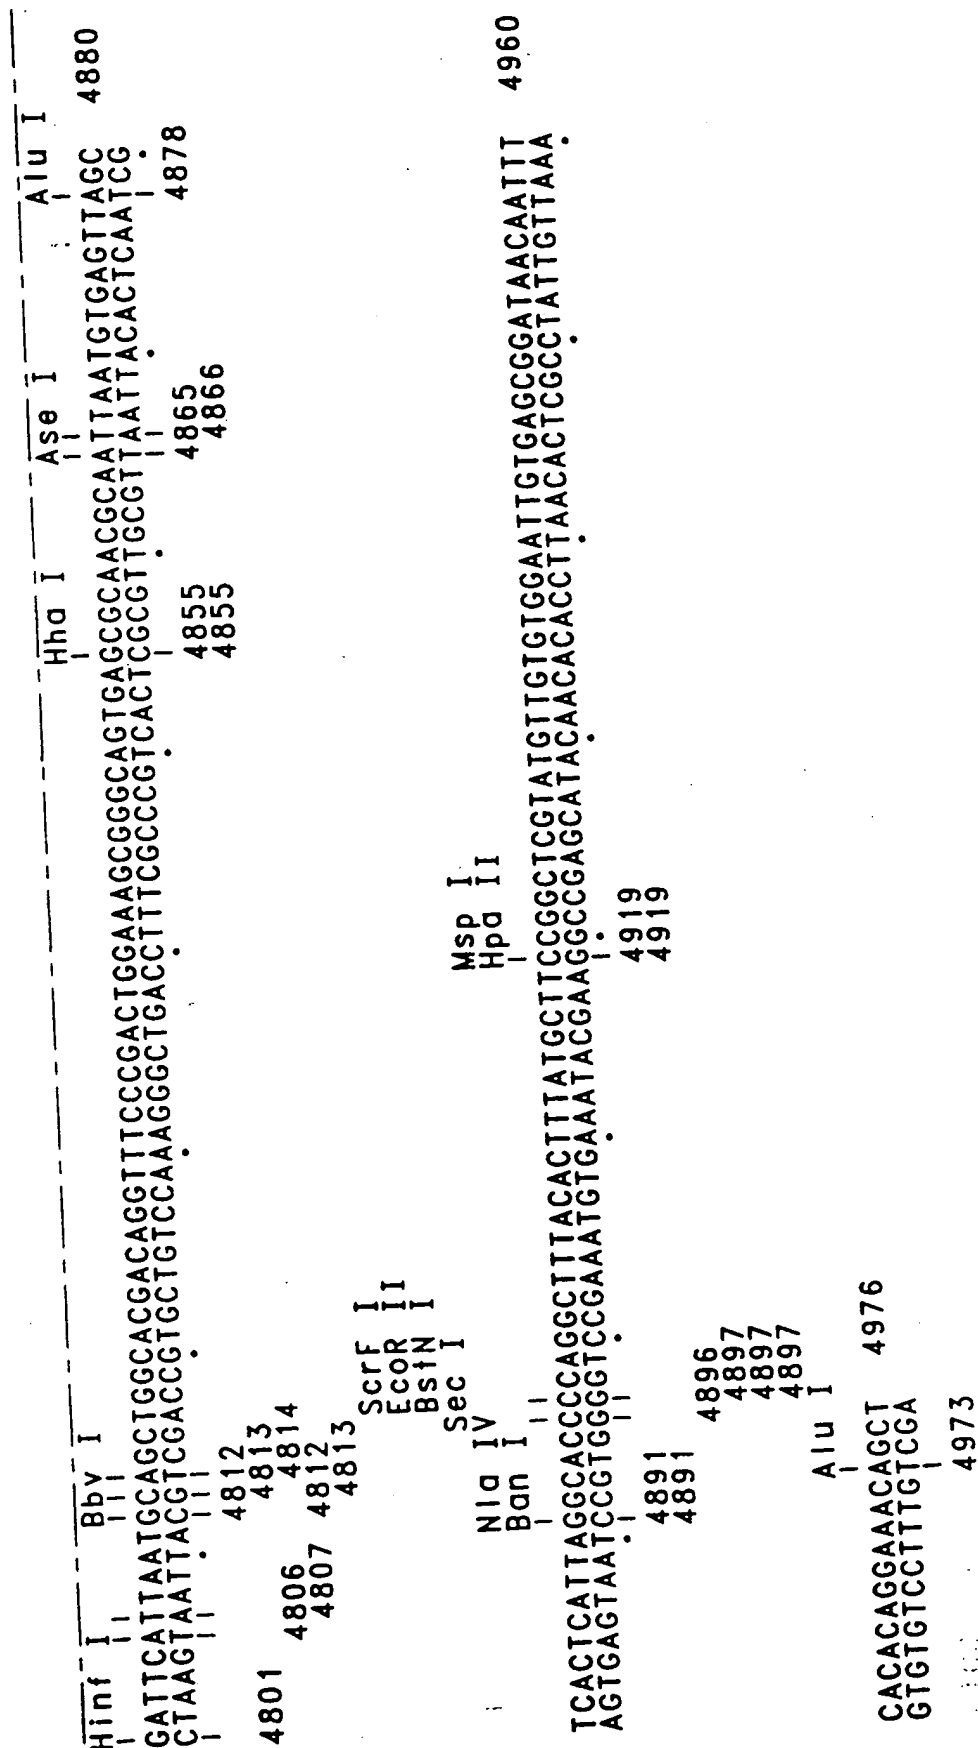 Hinf I Bbv I Hha I Ase I Alu I
GATTCATTAATGCAGCTGGCACGACAGGTTTCCCGACTGGAAAGCGGGCAGTGAGCGCAACGCAATTAATGTGAGTTAGC 4880
CTAAGTAATTACGTCGACCGTGCTGTCCAAAGGGCTGACCTTTCGCCCGTCACTCGCGTTGCGTTAATTACACTCAATCG
4801 4812 4855 4865 4878
4813 4855 4866
4806 4814
4807 4812
4813
ScrF I
EcoR II
BstN I
Sec I
Nla IV Msp I
Ban I Hpa II
TCACTCATTAGGCACCCCAGGCTTTACACTTTATGCTTCCGGCTCGTATGTTGTGTGGAATTGTGAGCGGATAACAATTT 4960
AGTGAGTAATCCGTGGGGTCCGAAATGTGAAATACGAAGGCCGAGCATACAACACACCTTAACACTCGCCTATTGTTAAA
4891 4919
4891 4919
4896
4897
4897
4897
Alu I
CACACAGGAAACAGCT 4976
GTGTGTCCTTTGTCGA
4973